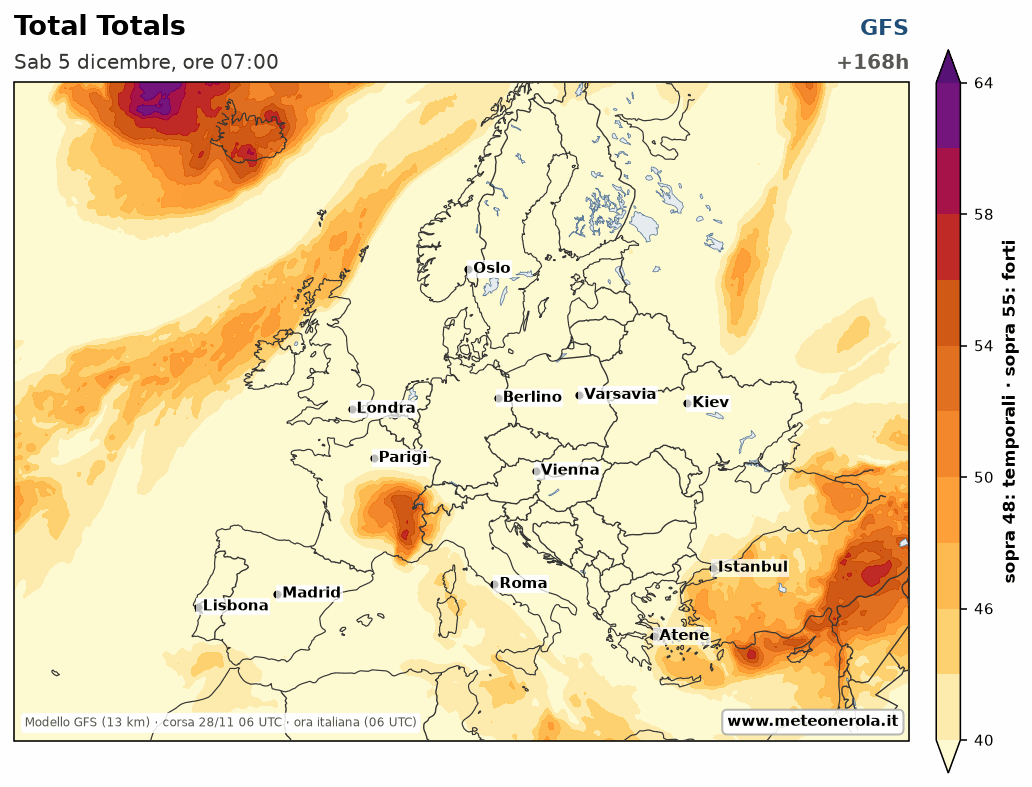 Total Totals
GFS
Sab 5 dicembre, ore 07:00
+168h
64
58
54
50
46
40
sopra 48: temporali · sopra 55: forti
Oslo
Berlino
Varsavia
Kiev
Londra
Parigi
Vienna
Istanbul
Roma
Madrid
Lisbona
Atene
Modello GFS (13 km) · corsa 28/11 06 UTC · ora italiana (06 UTC)
www.meteonerola.it